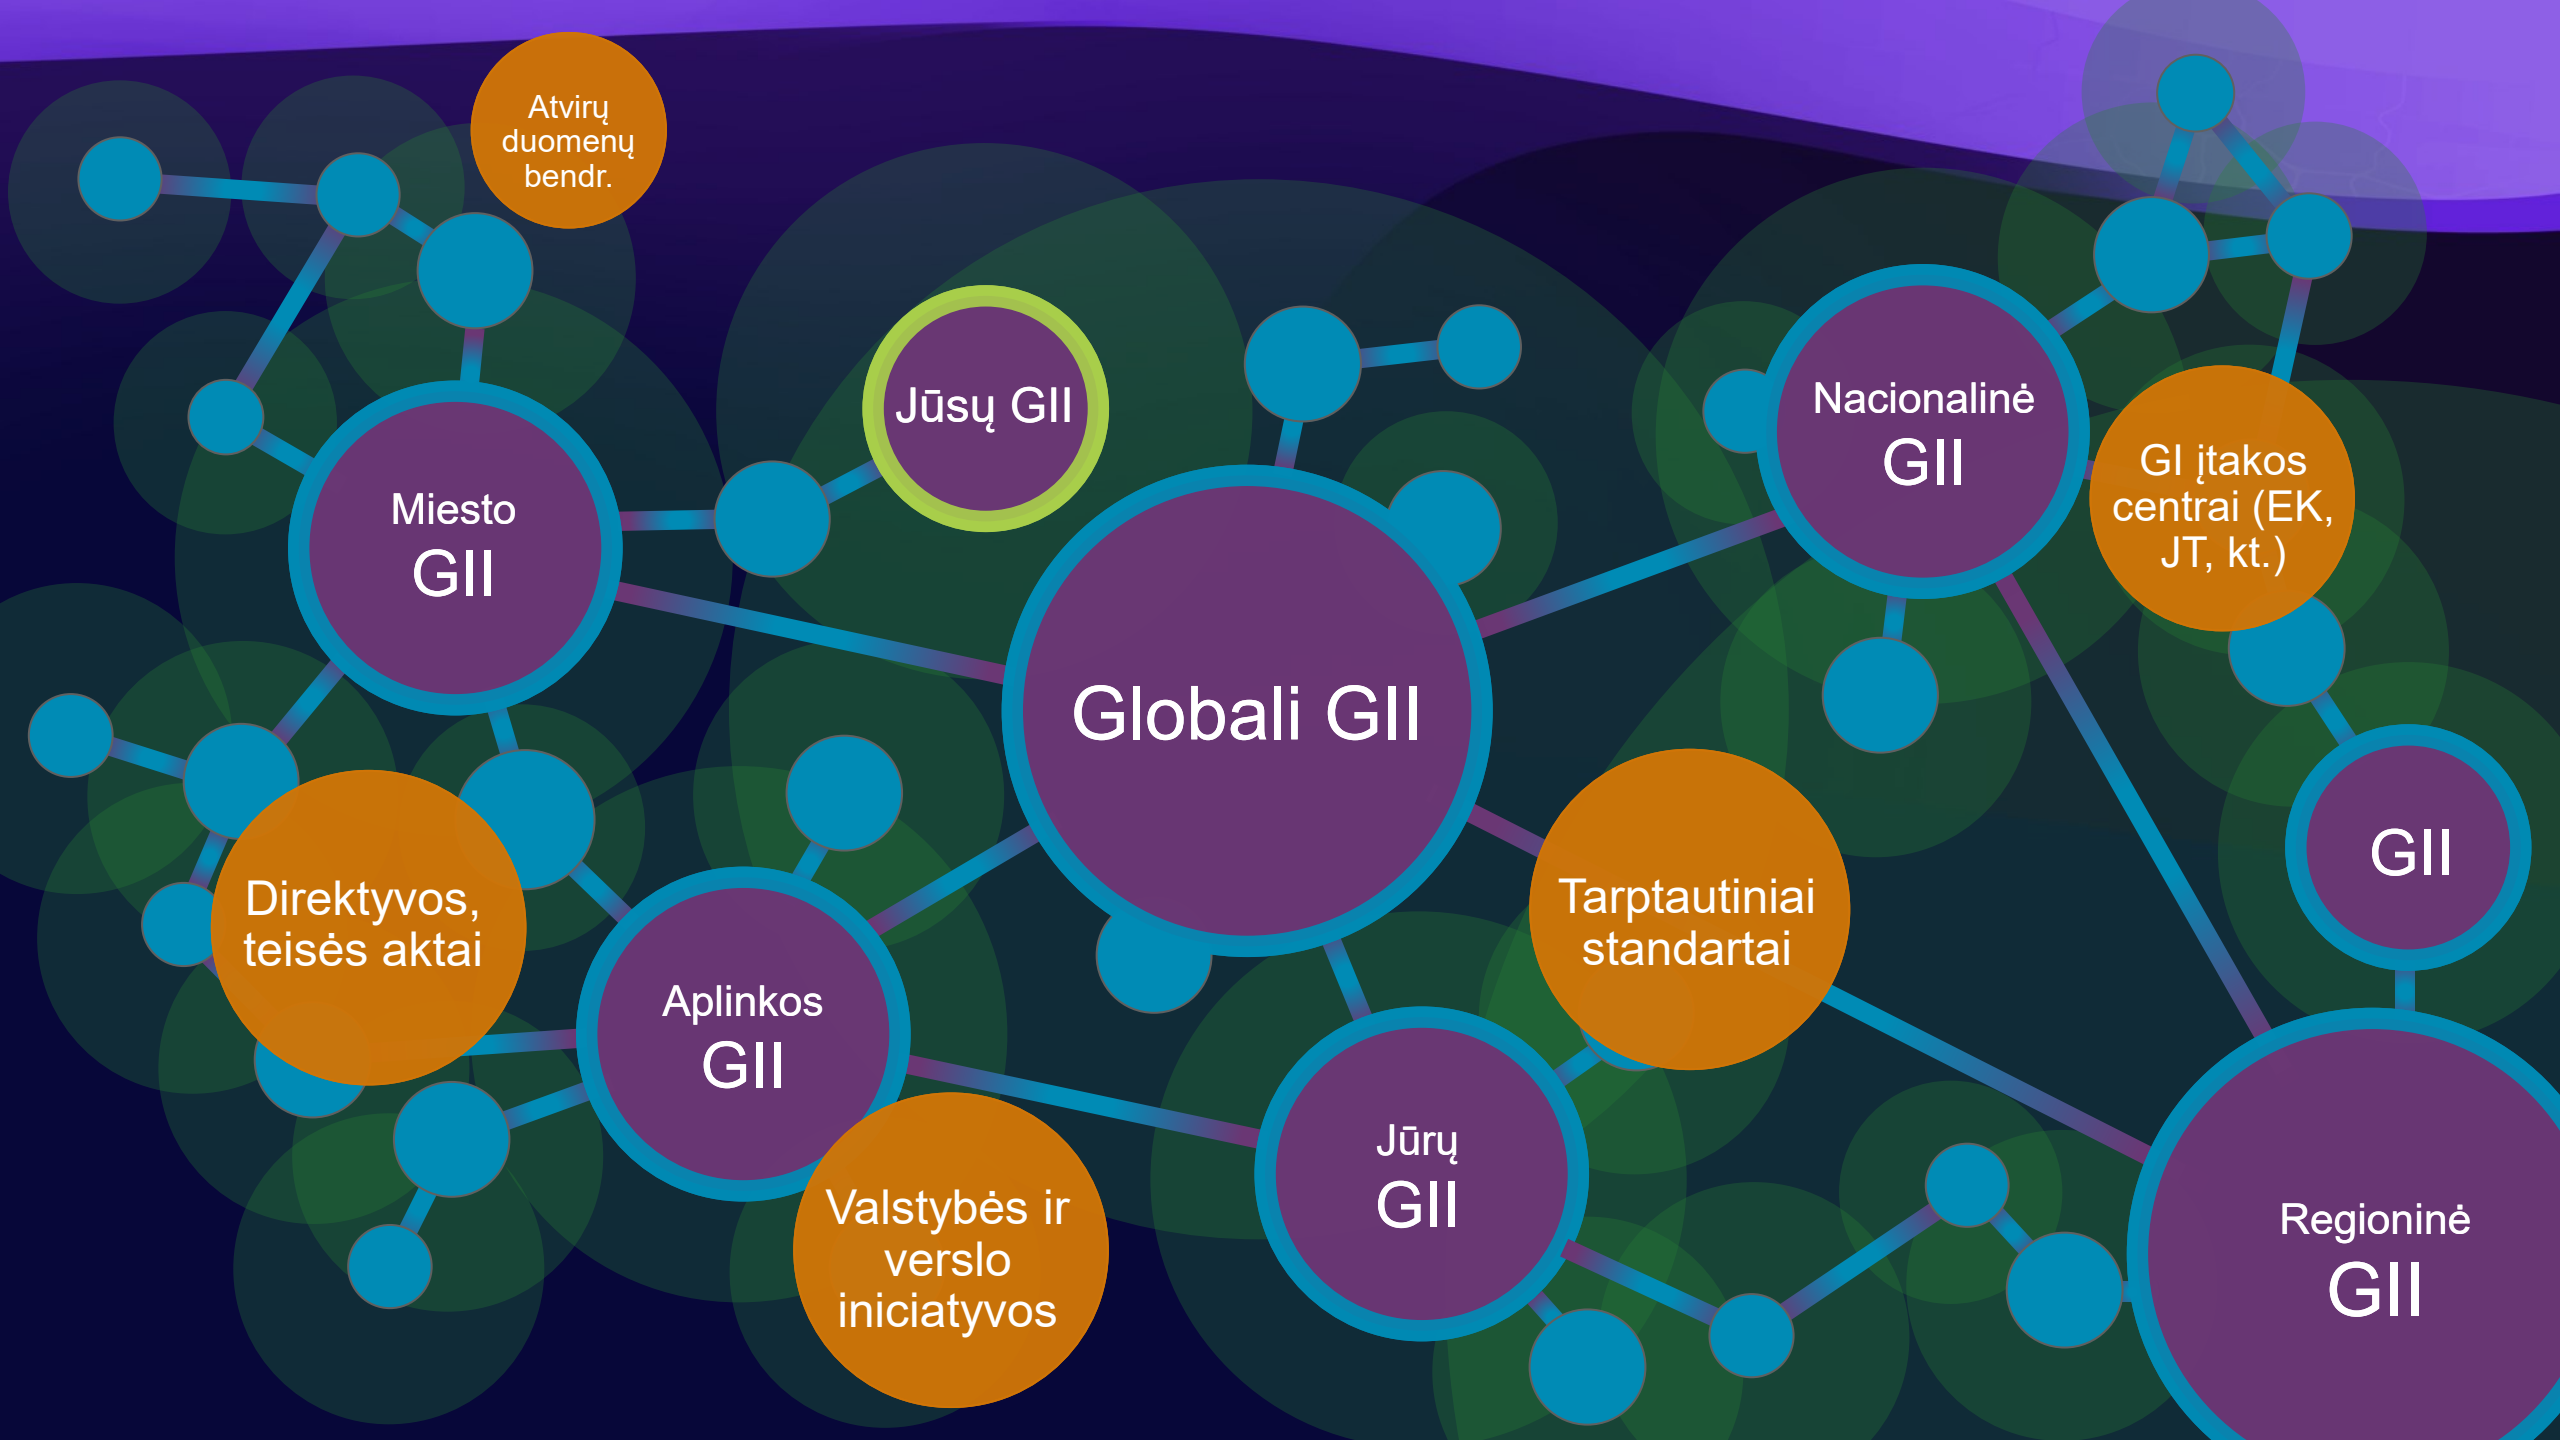 Atvirų
duomenų
bendr.
Jūsų GII
Nacionalinė
GII
GI įtakos
centrai (EK,
JT, kt.)
Miesto
GII
Globali GII
GII
Direktyvos,
teisės aktai
Tarptautiniai
standartai
Aplinkos
GII
Jūrų
GII
Valstybės ir
verslo
iniciatyvos
Regioninė
GII